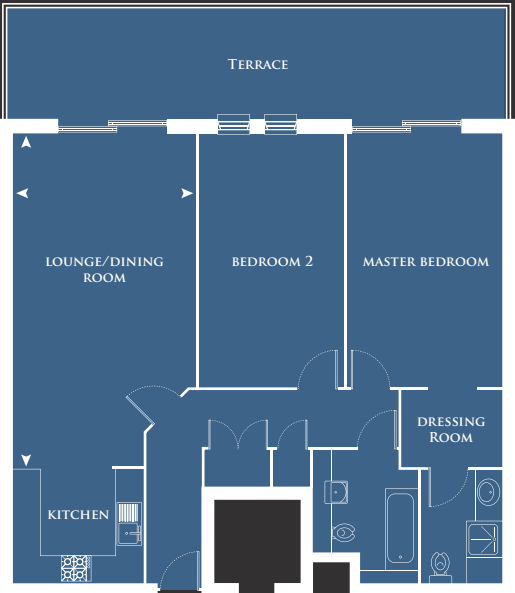 Terrace
LOUNGE/DINING
ROOM
BEDROOM 2
MASTER BEDROOM
DRESSING
ROOM
KITCHEN